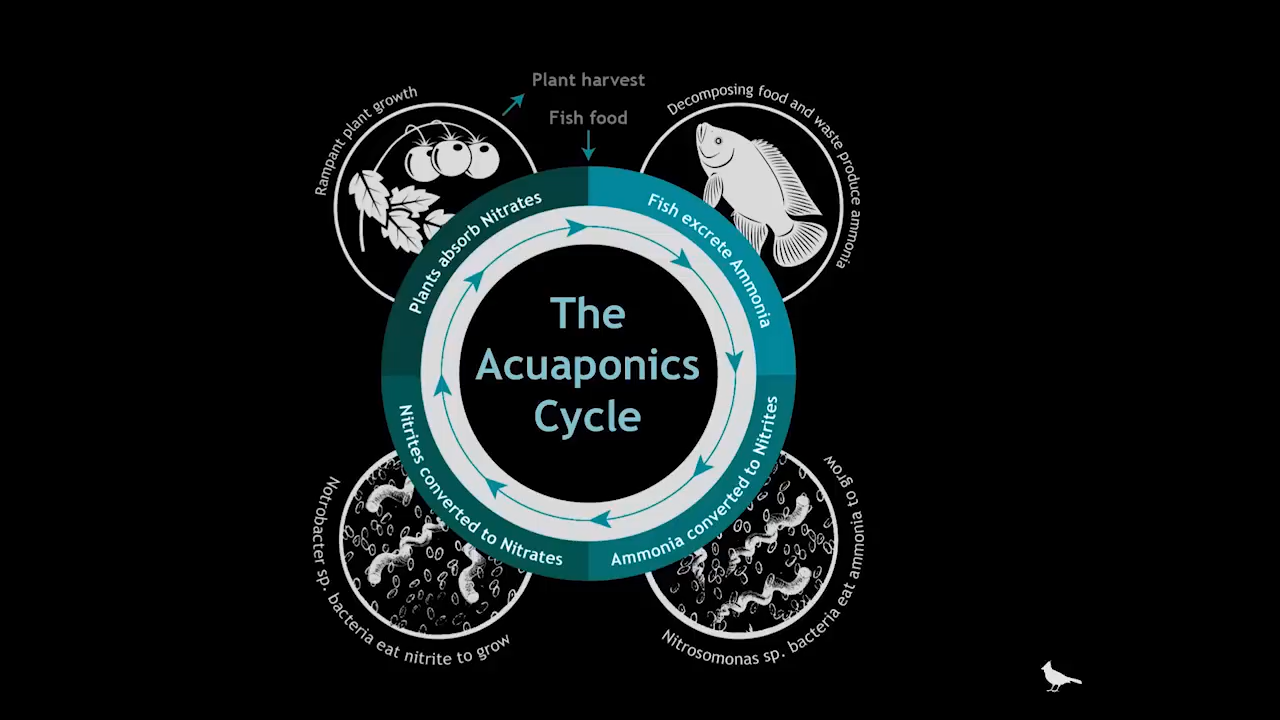 Plant harvest
Fish food
Rampant plant growth
Decomposing food and waste produce ammonia
Plants absorb Nitrates
Fish excrete Ammonia
The
Acuaponics
Cycle
Nitrites converted to Nitrates
Ammonia converted to Nitrites
Notrobacter sp. bacteria eat nitrite to grow
Nitrosomonas sp. bacteria eat ammonia to grow